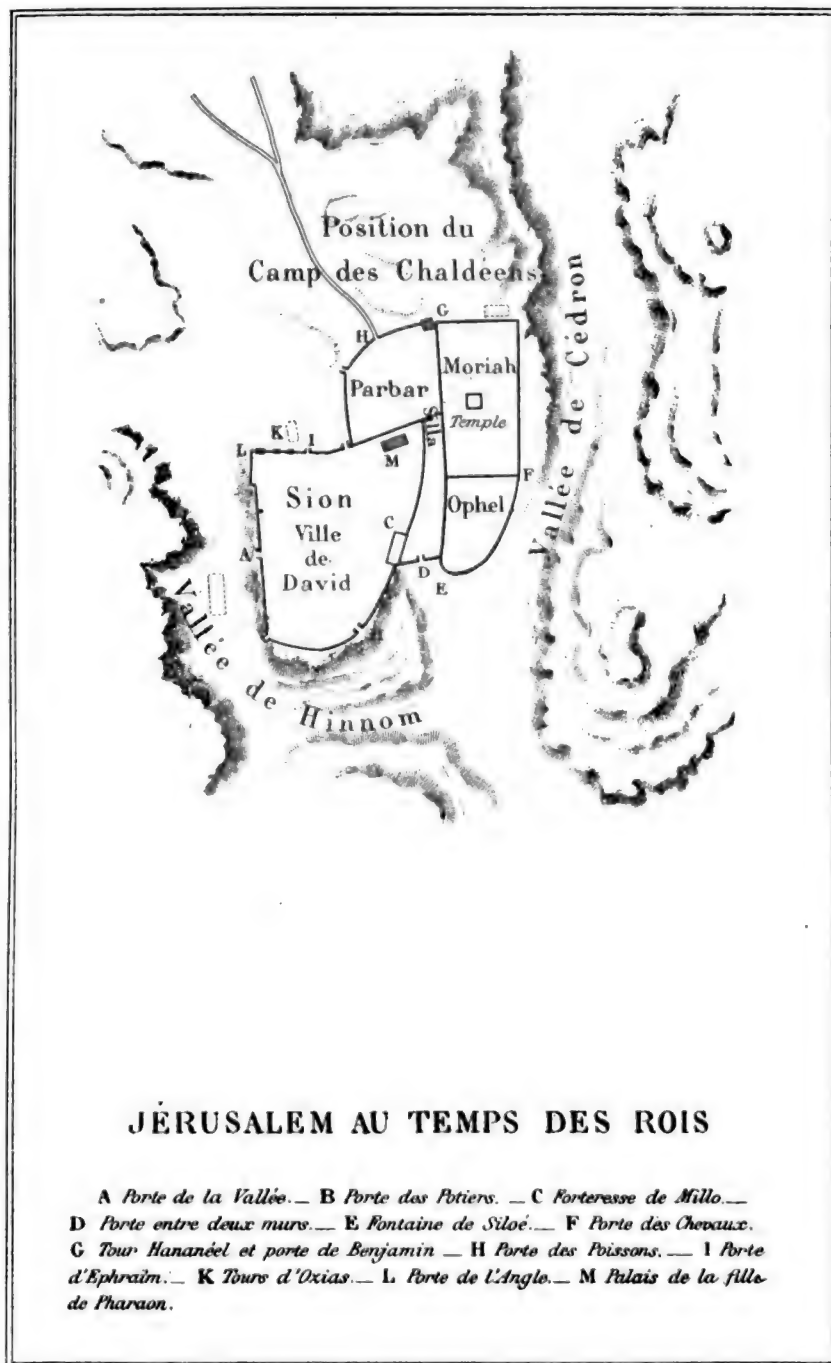 Position du
Camp des Chaldéens
H
G
Moriah
Parbar
Temple
Vallée de Cédron
K
I
L
M
F
Sion
Ville
de
David
C
Ophel
A
D
E
Vallée de Hinnom
JÉRUSALEM AU TEMPS DES ROIS
A Porte de la Vallée._ B Porte des Potiers. _ C Forteresse de Millo._
D Porte entre deux murs._ E Fontaine de Siloé._ F Porte des Chevaux.
G Tour Hananéel et porte de Benjamin _ H Porte des Poissons._ I Porte
d'Ephraïm._ K Tours d'Oxias._ L Porte de l'Angle._ M Palais de la fille
de Pharaon.